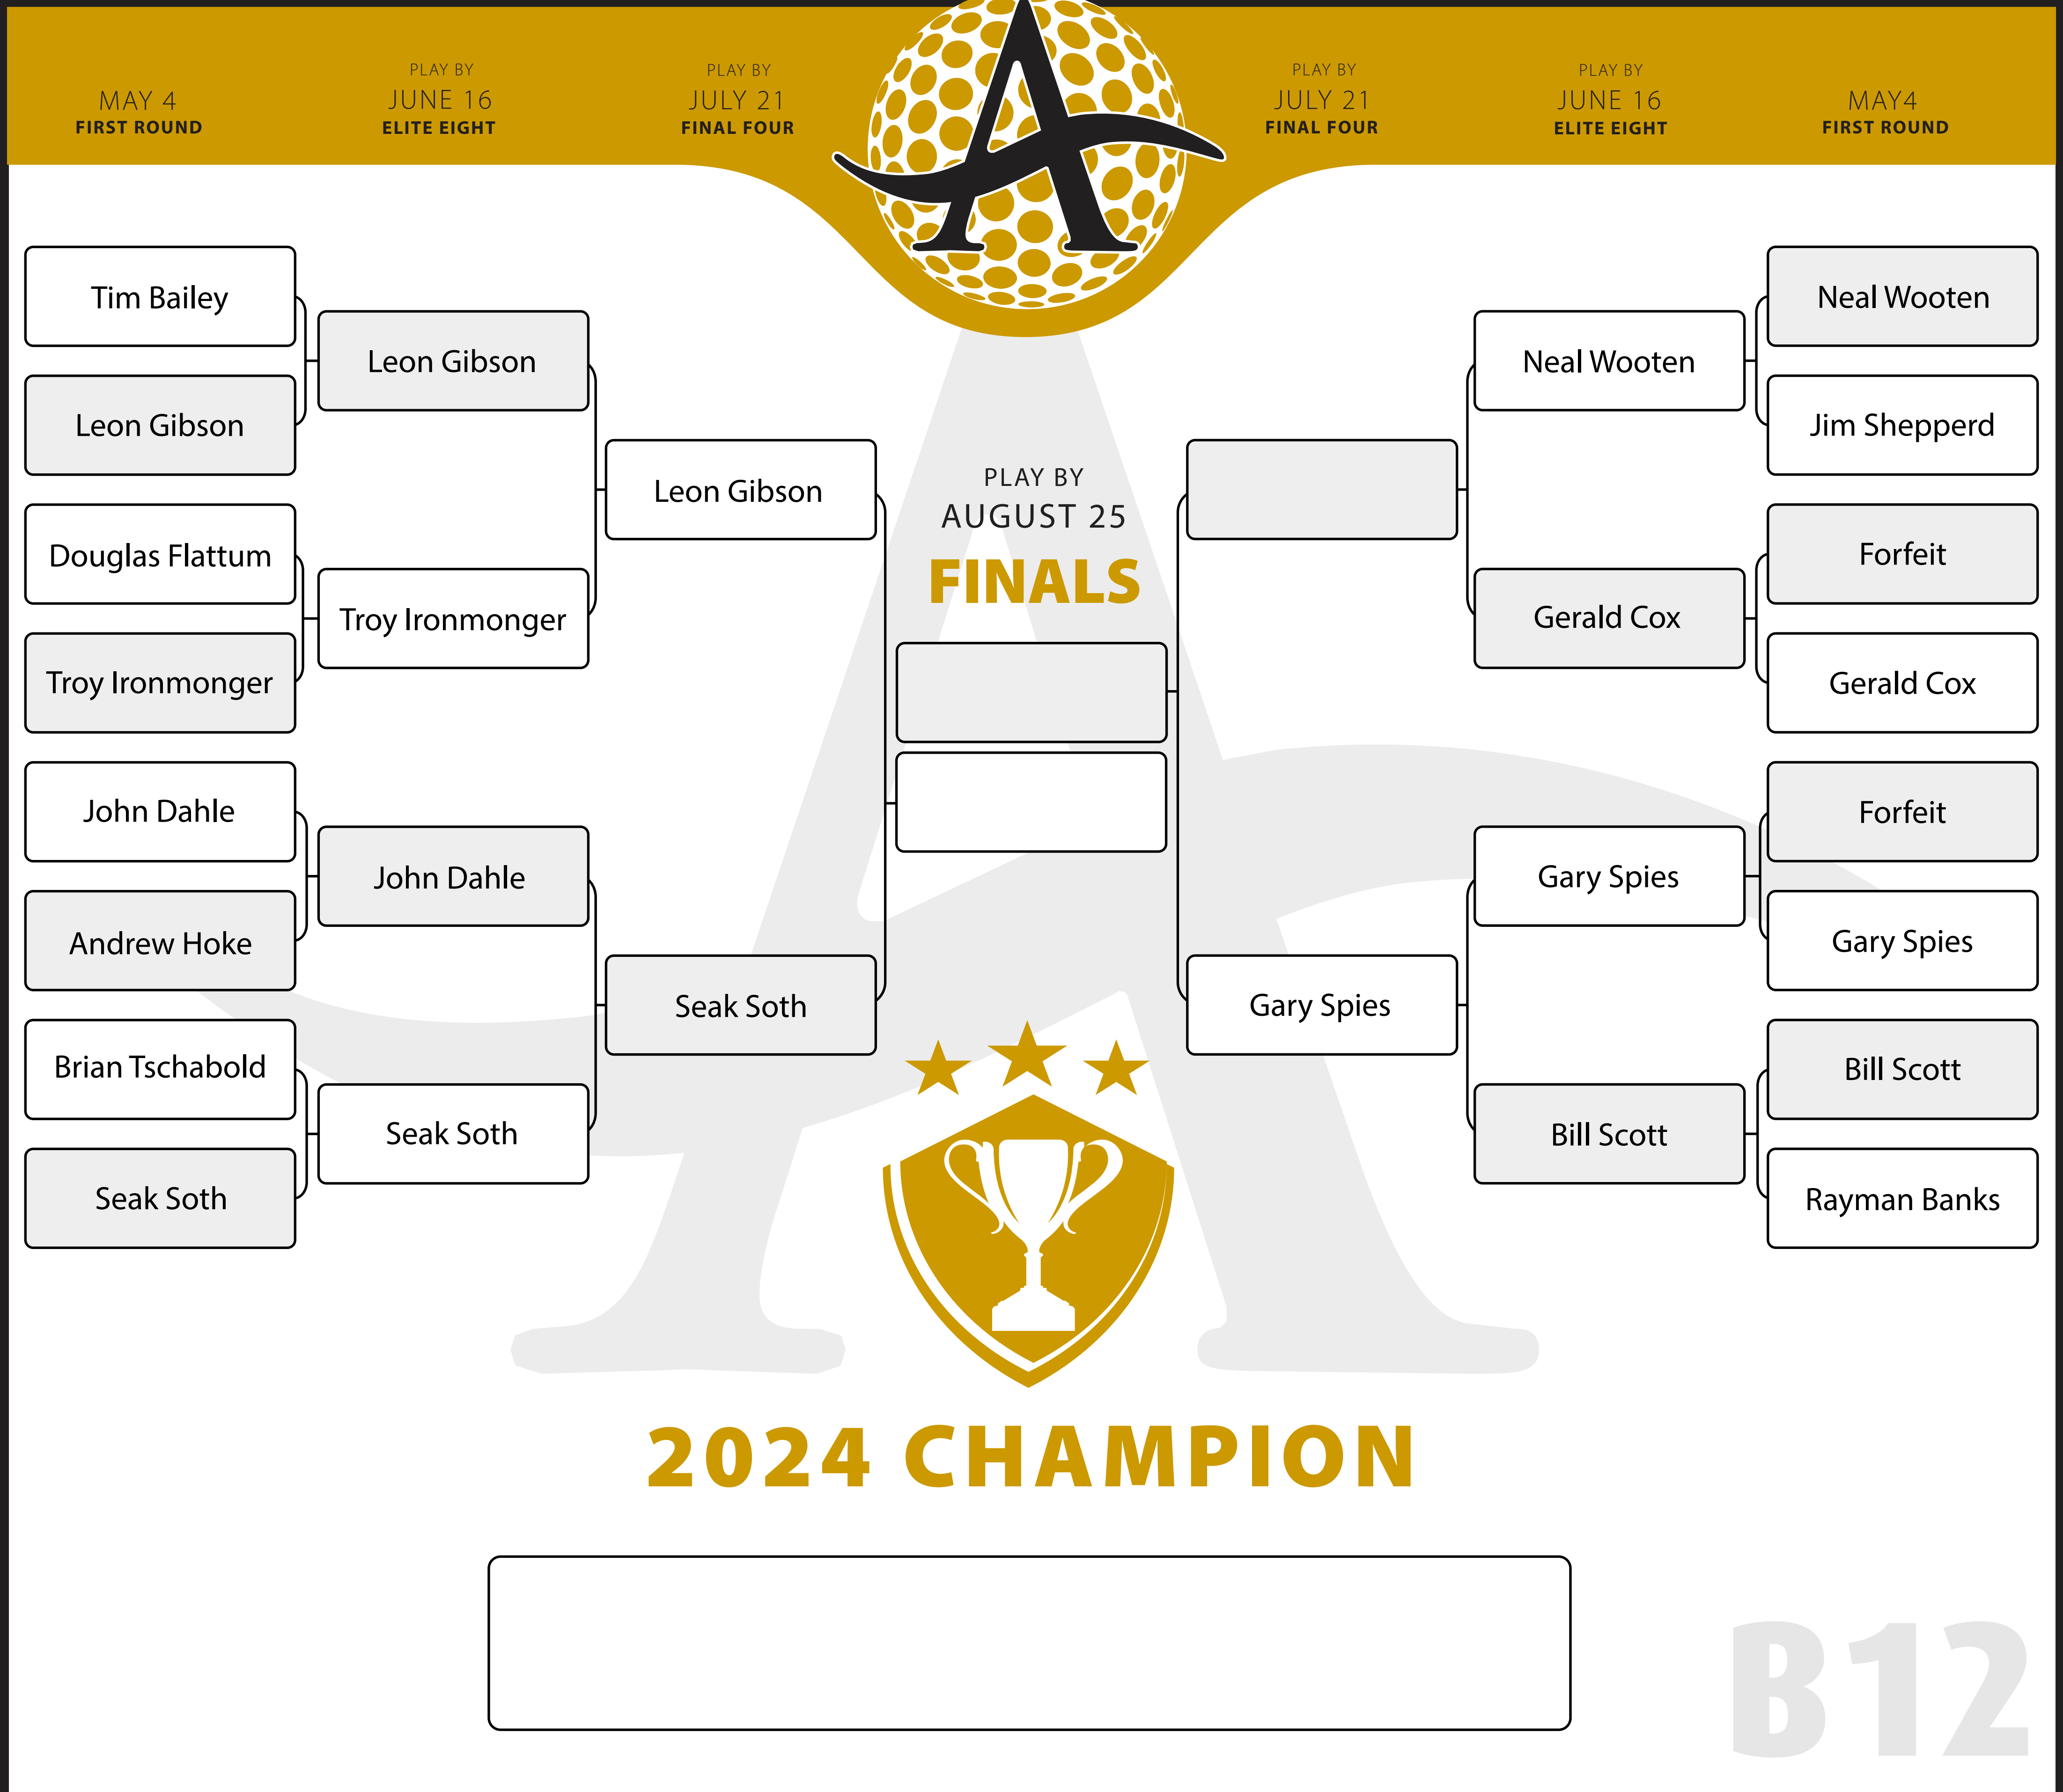 MAY 4
FIRST ROUND
PLAY BY
JUNE 16
ELITE EIGHT
PLAY BY
JULY 21
FINAL FOUR
A
PLAY BY
JULY 21
FINAL FOUR
PLAY BY
JUNE 16
ELITE EIGHT
MAY4
FIRST ROUND
Tim Bailey
Leon Gibson
Douglas Flattum
Troy Ironmonger
John Dahle
Andrew Hoke
Brian Tschabold
Seak Soth
Leon Gibson
Troy Ironmonger
John Dahle
Seak Soth
Leon Gibson
Seak Soth
PLAY BY
AUGUST 25
FINALS
Gary Spies
Neal Wooten
Gerald Cox
Gary Spies
Bill Scott
Neal Wooten
Jim Shepperd
Forfeit
Gerald Cox
Forfeit
Gary Spies
Bill Scott
Rayman Banks
2024 CHAMPION
B12